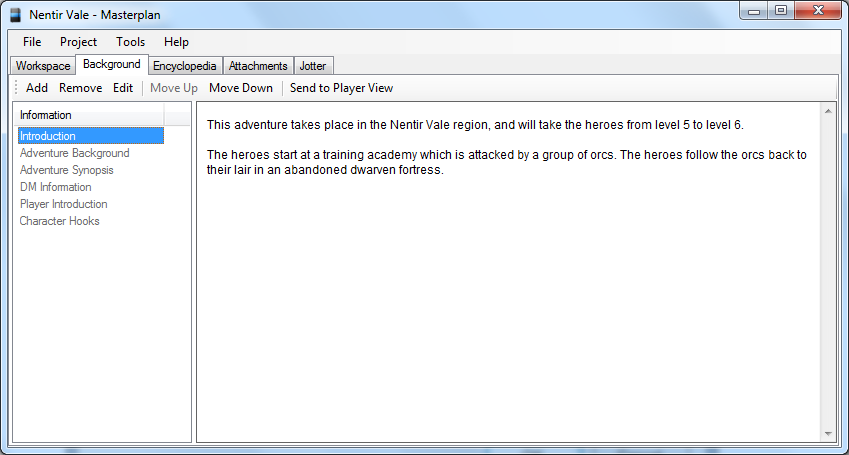 Nentir Vale - Masterplan
File Project Tools Help
Workspace Background Encyclopedia Attachments Jotter
Add Remove Edit Move Up Move Down Send to Player View
Information
Introduction
Adventure Background
Adventure Synopsis
DM Information
Player Introduction
Character Hooks
This adventure takes place in the Nentir Vale region, and will take the heroes from level 5 to level 6.
The heroes start at a training academy which is attacked by a group of orcs. The heroes follow the orcs back to
their lair in an abandoned dwarven fortress.